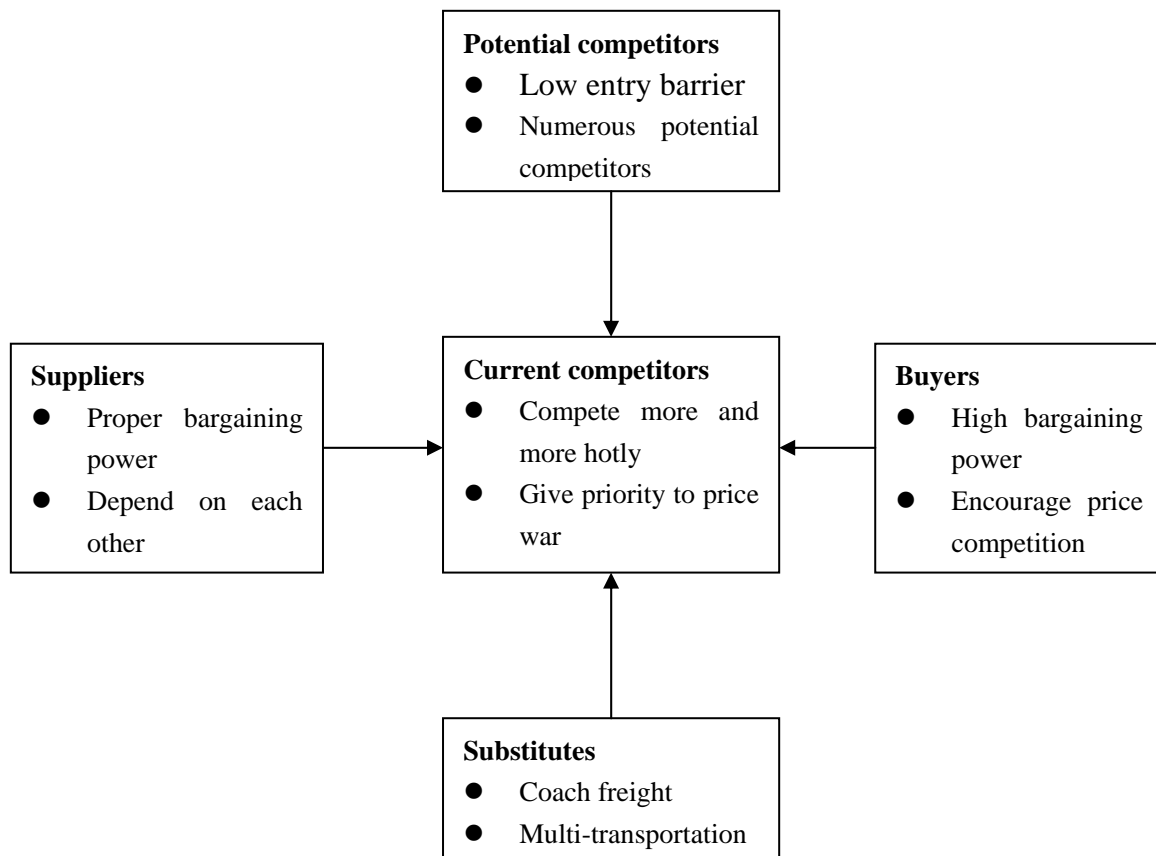 Potential competitors
● Low entry barrier
● Numerous potential
competitors
Suppliers
● Proper bargaining
power
● Depend on each
other
Current competitors
● Compete more and
more hotly
● Give priority to price
war
Buyers
● High bargaining
power
● Encourage price
competition
Substitutes
● Coach freight
● Multi-transportation